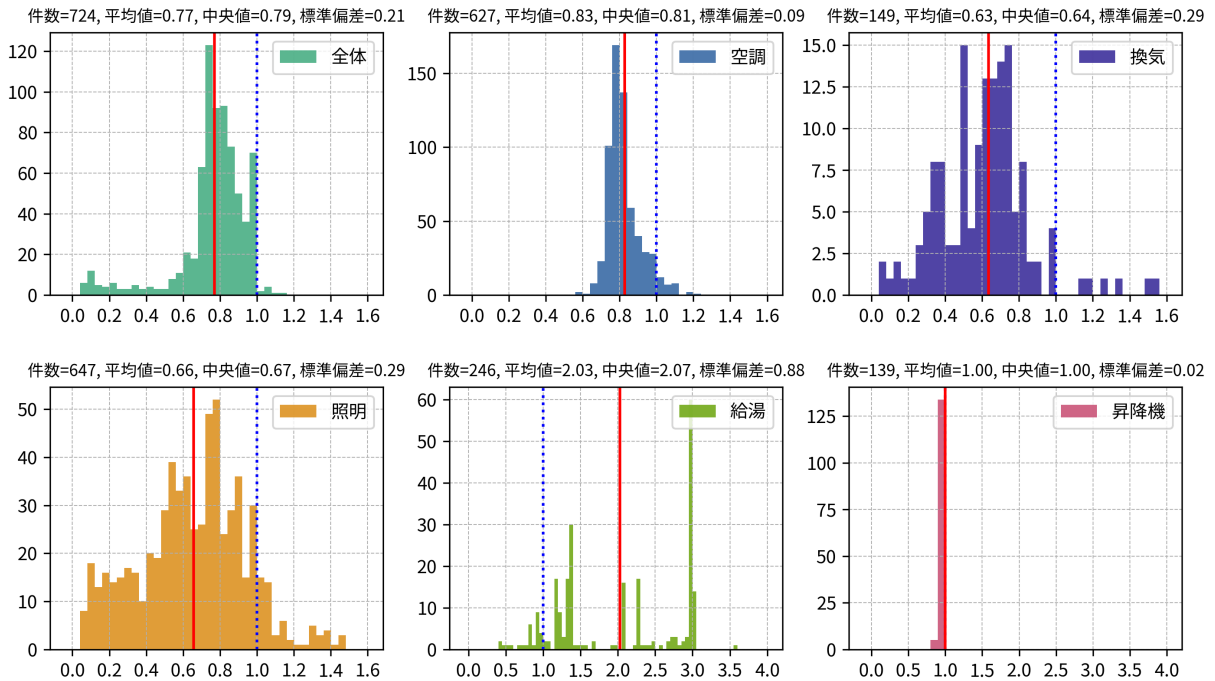 件数=724, 平均値=0.77, 中央値=0.79, 標準偏差=0.21
全体
120
100
80
60
40
20
0
0.0 0.2 0.4 0.6 0.8 1.0 1.2 1.4 1.6
件数=627, 平均値=0.83, 中央値=0.81, 標準偏差=0.09
空調
150
100
50
0
0.0 0.2 0.4 0.6 0.8 1.0 1.2 1.4 1.6
件数=149, 平均値=0.63, 中央値=0.64, 標準偏差=0.29
換気
15.0
12.5
10.0
7.5
5.0
2.5
0.0
0.0 0.2 0.4 0.6 0.8 1.0 1.2 1.4 1.6
件数=647, 平均値=0.66, 中央値=0.67, 標準偏差=0.29
照明
50
40
30
20
10
0
0.0 0.2 0.4 0.6 0.8 1.0 1.2 1.4 1.6
件数=246, 平均値=2.03, 中央値=2.07, 標準偏差=0.88
給湯
60
50
40
30
20
10
0
0.0 0.5 1.0 1.5 2.0 2.5 3.0 3.5 4.0
件数=139, 平均値=1.00, 中央値=1.00, 標準偏差=0.02
昇降機
125
100
75
50
25
0
0.0 0.5 1.0 1.5 2.0 2.5 3.0 3.5 4.0